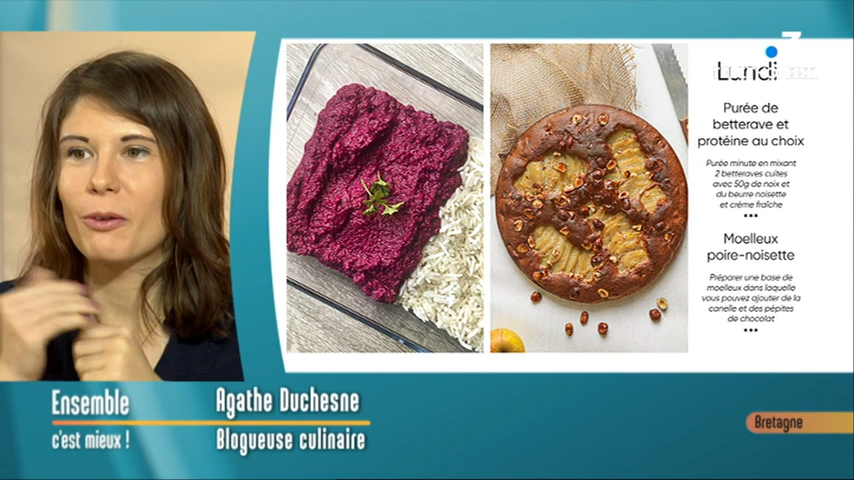 Lundi
Purée de
betterave et
protéine au choix
Purée minute en mixant
2 betteraves cuites
avec 50g de noix et
du beurre noisette
et crème fraîche
•••
Moelleux
poire-noisette
Préparer une base de
moelleux dans laquelle
vous pouvez ajouter de la
canelle et des pépites
de chocolat
•••
Ensemble
c'est mieux !
Agathe Duchesne
Blogueuse culinaire
Bretagne